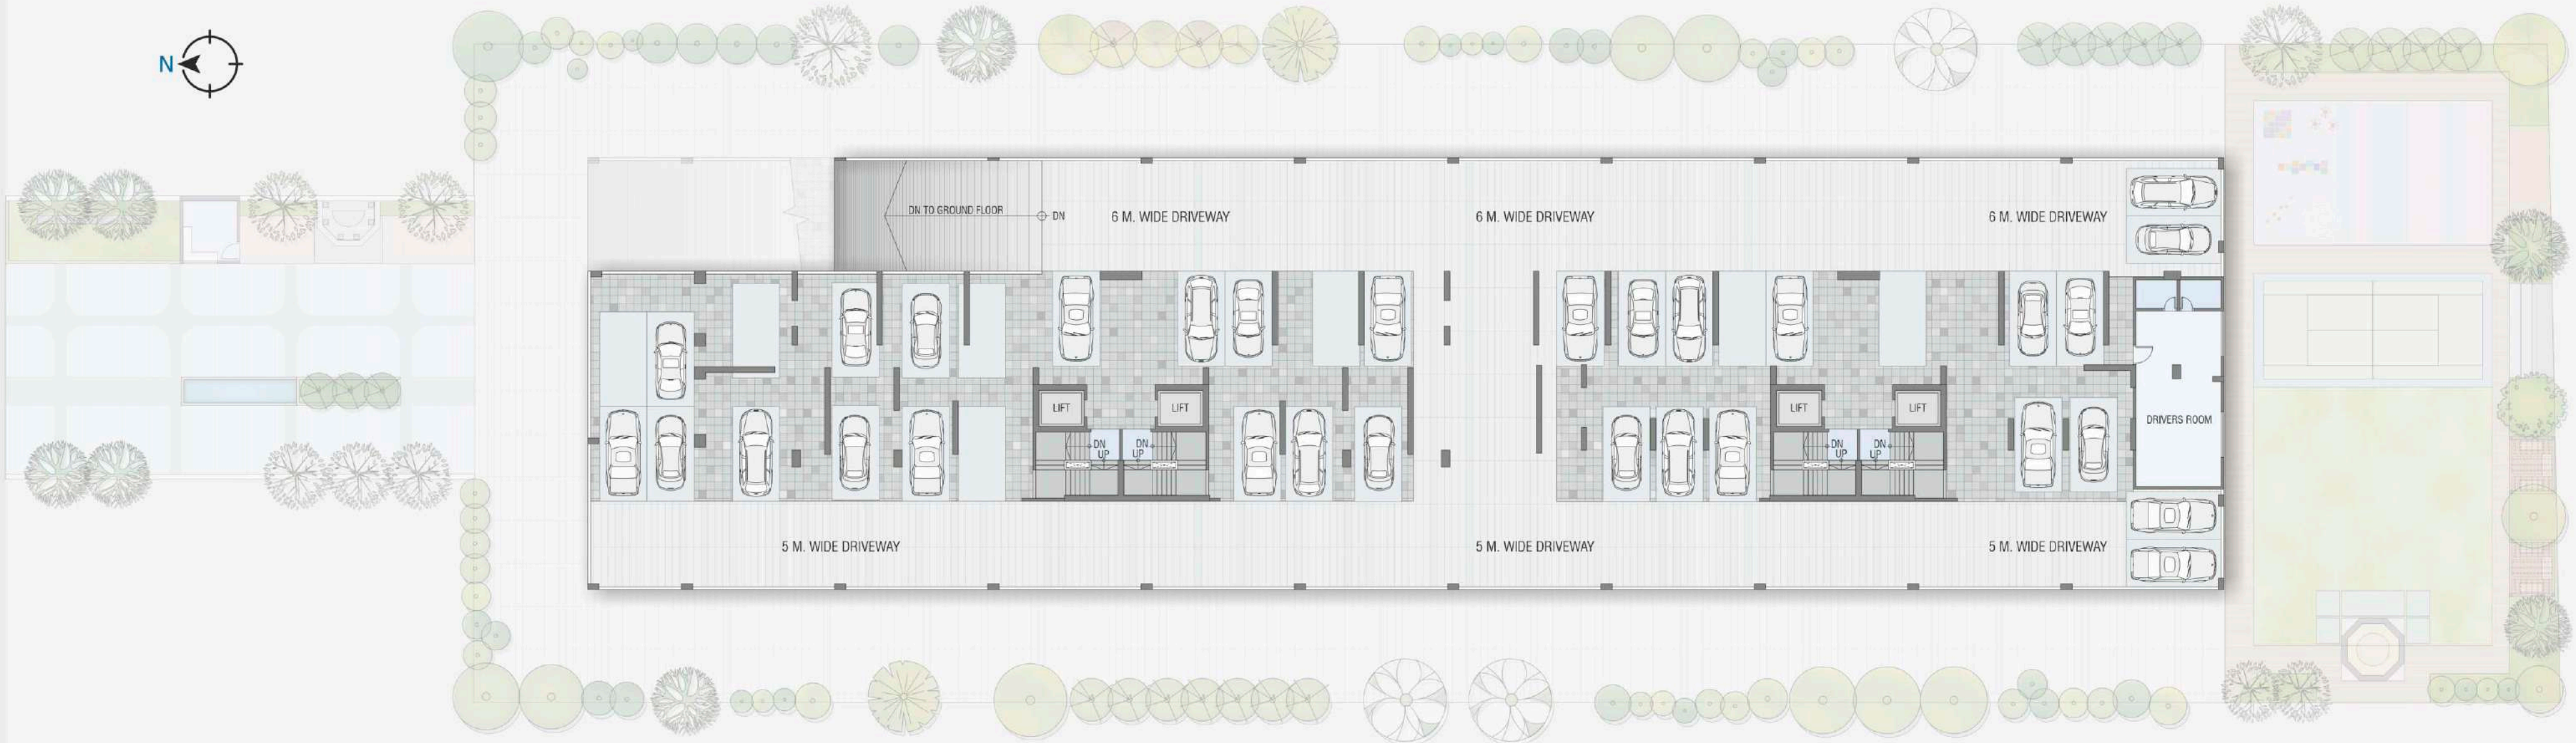 N
DN TO GROUND FLOOR
DN
6 M. WIDE DRIVEWAY
6 M. WIDE DRIVEWAY
6 M. WIDE DRIVEWAY
LIFT
LIFT
LIFT
LIFT
DRIVERS ROOM
DN
UP
DN
UP
DN
UP
DN
UP
5 M. WIDE DRIVEWAY
5 M. WIDE DRIVEWAY
5 M. WIDE DRIVEWAY